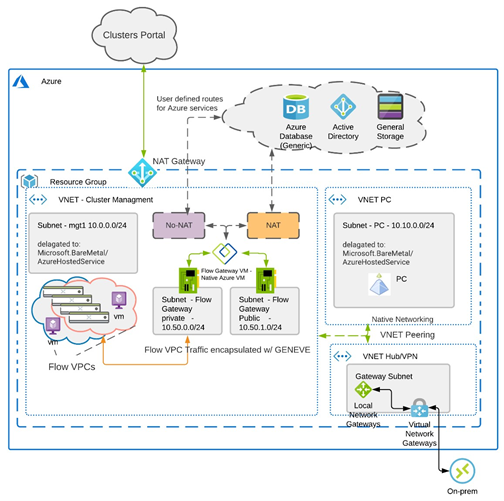 Clusters Portal
Azure
User defined routes
for Azure services
DB
Azure
Database
(Generic)
Active
Directory
General
Storage
NAT Gateway
Resource Group
VNET - Cluster Managment
Subnet - mgt1 10.0.0.0/24
delagated to:
Microsoft.BareMetal/
AzureHostedService
No-NAT
NAT
Flow Gateway VM -
Native Azure VM
Subnet - Flow
Gateway
private -
10.50.0.0/24
Subnet - Flow
Gateway
Public -
10.50.1.0/24
vm
vm
Flow VPCs
Flow VPC Traffic encapsulated w/ GENEVE
VNET PC
Subnet - PC - 10.10.0.0/24
delagated to:
Microsoft.BareMetal/
AzureHostedService
PC
Native Networking
VNET Peering
VNET Hub/VPN
Gateway Subnet
Local
Network
Gateways
Virtual
Network
Gateways
On-prem